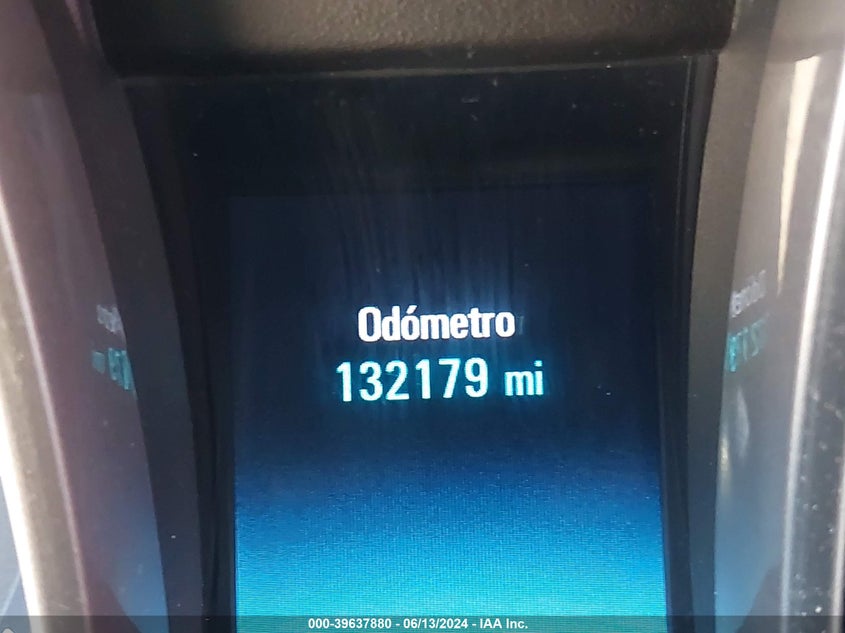 Odómetro
132179 mi
000-39637880 - 06/13/2024 - IAA Inc.